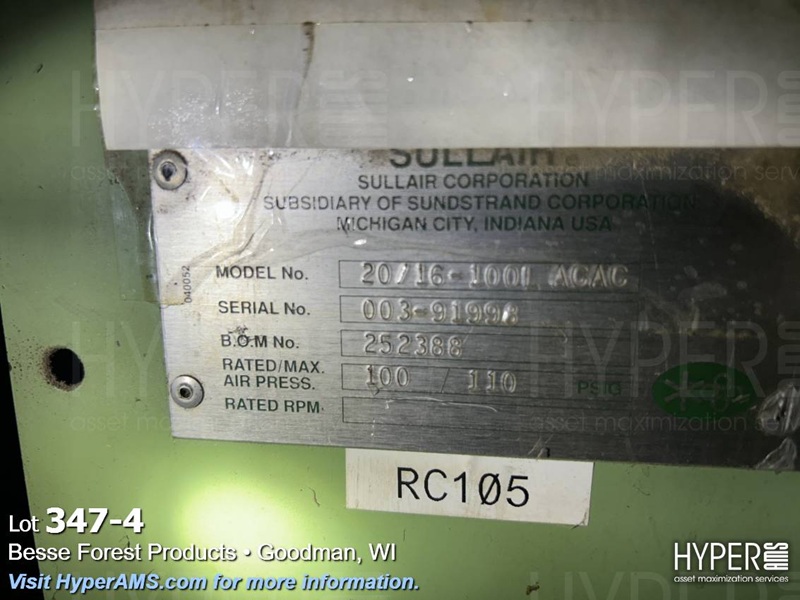 SULLAIR
SULLAIR CORPORATION
SUBSIDIARY OF SUNDSTRAND CORPORATION
MICHIGAN CITY, INDIANA USA
040052
MODEL No. 20/16-100L ACAC
SERIAL No.
B.O.M No. 252388
RATED/MAX. AIR PRESS. 100 / 110 PSIG
RATED RPM
RC105
Lot 347-4
Besse Forest Products • Goodman, WI
Visit HyperAMS.com for more information.
HYPER AMS
asset maximization services